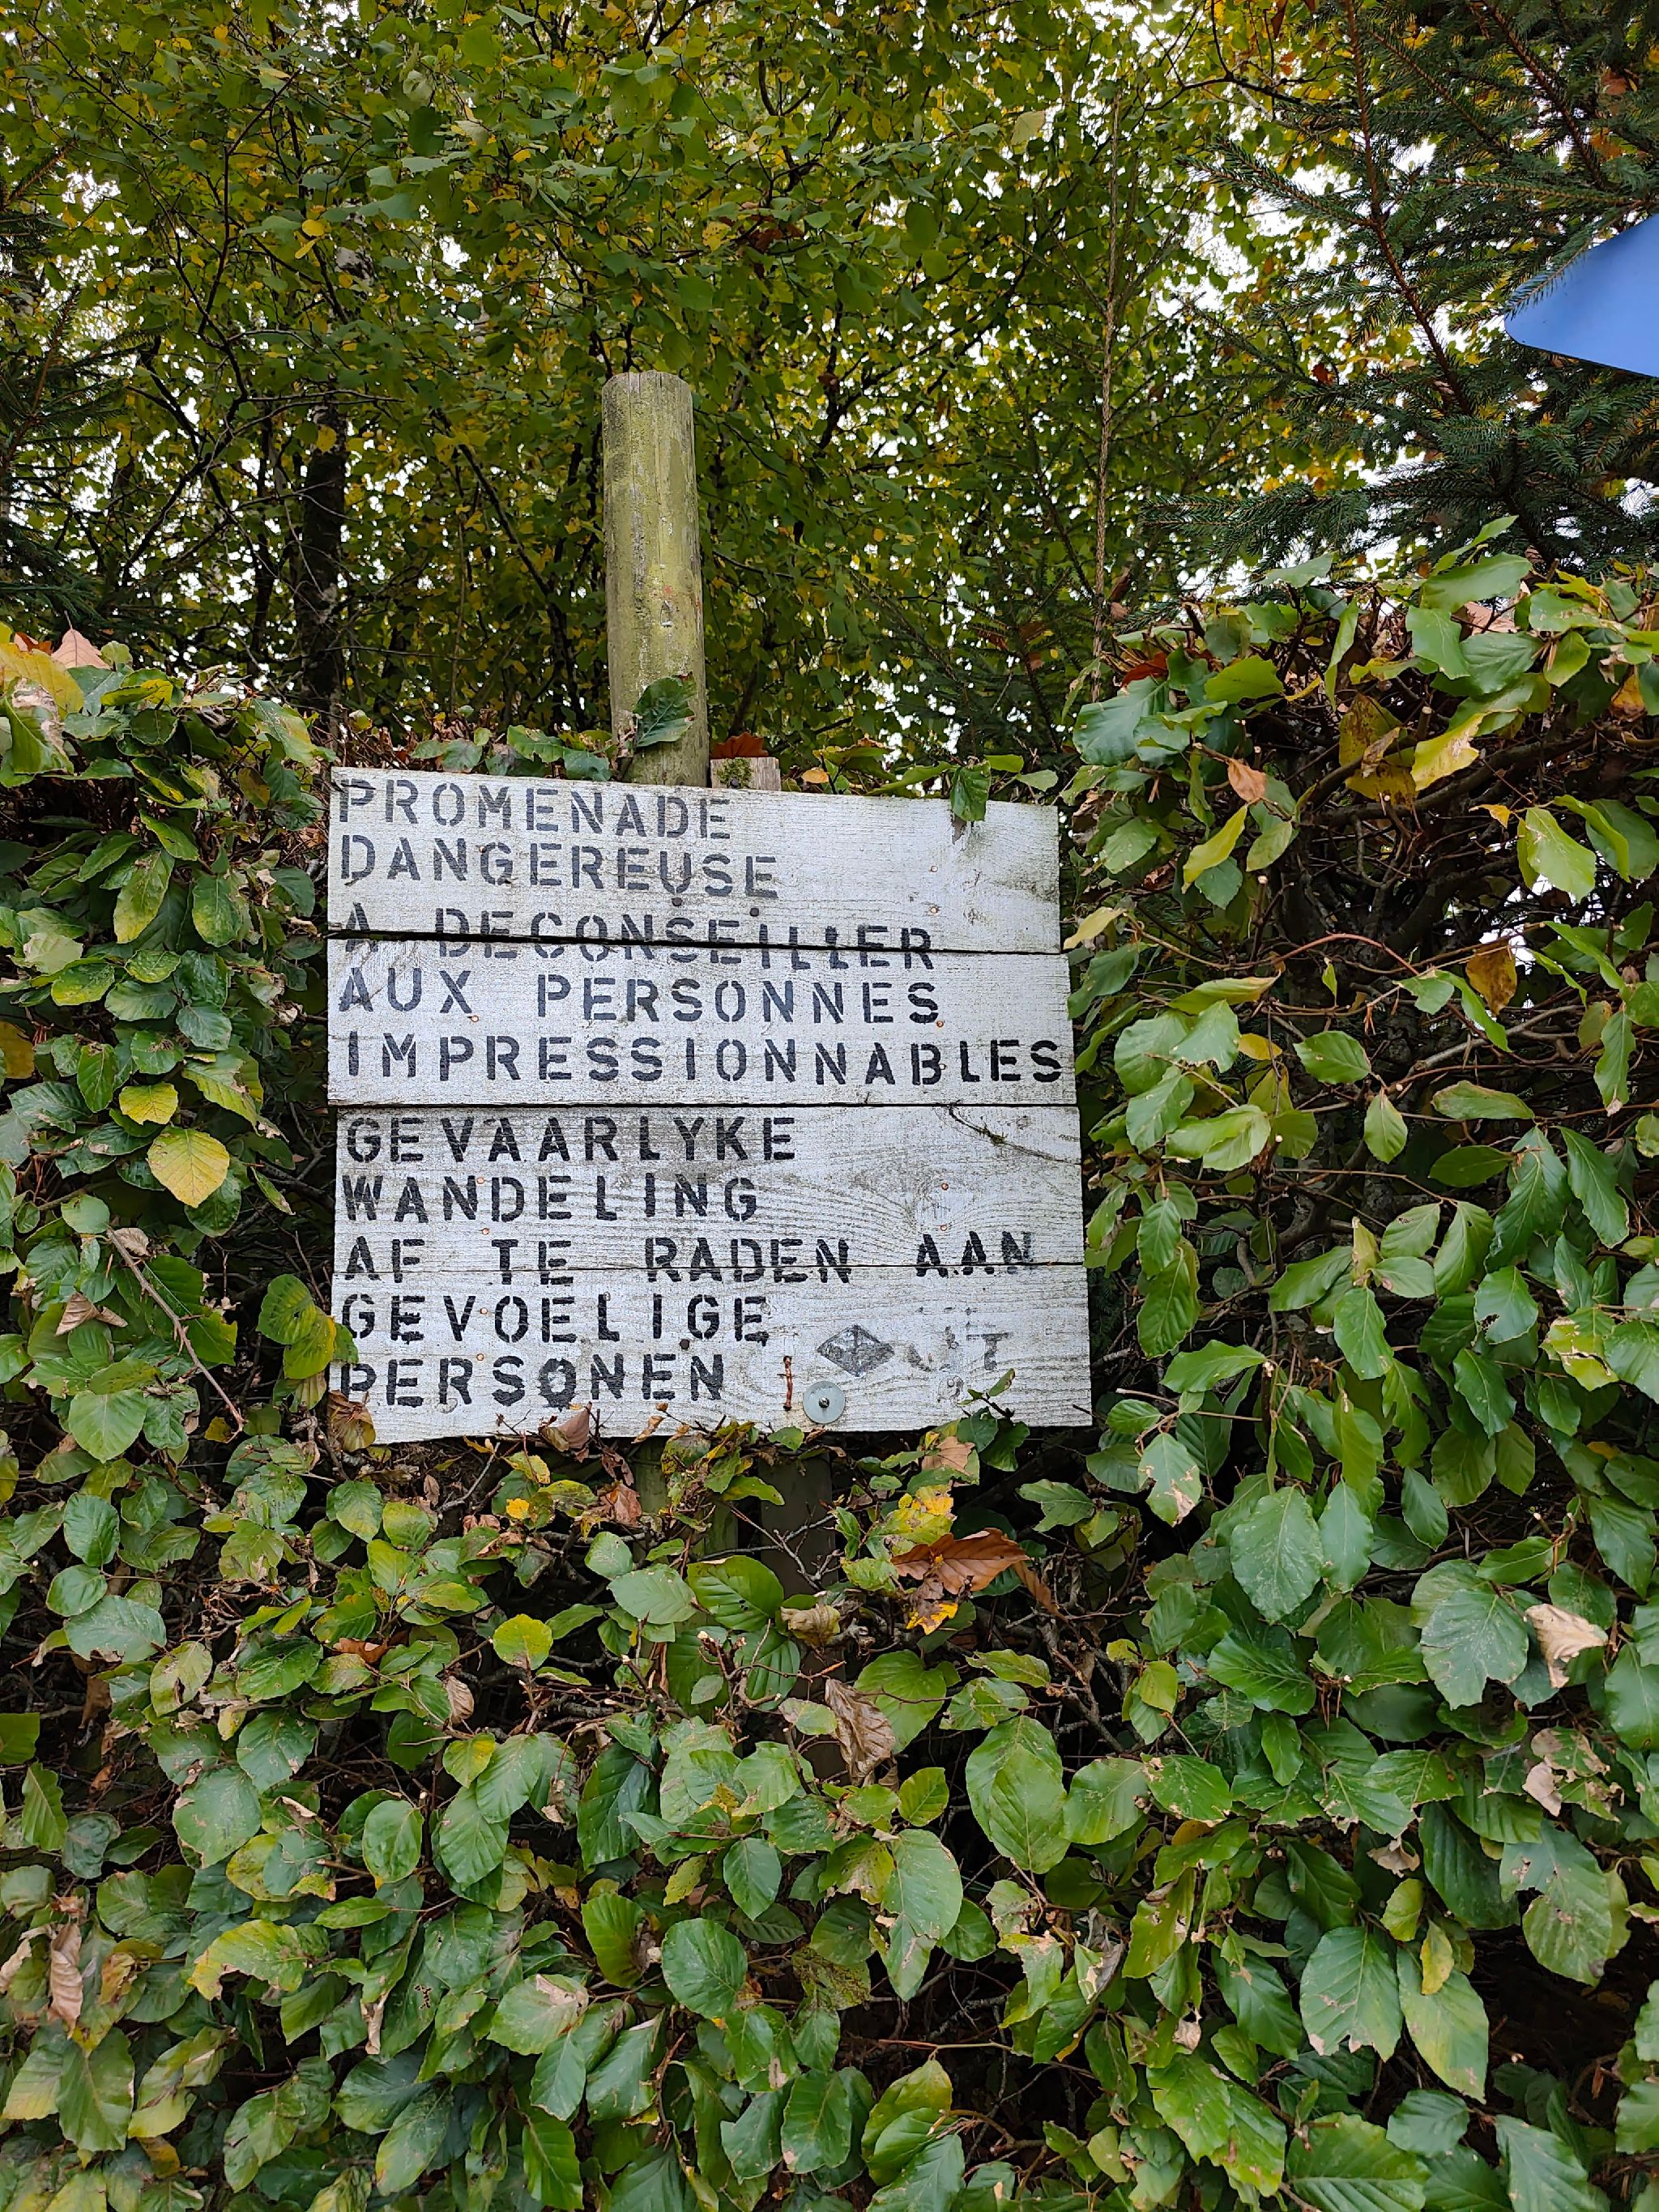 PROMENADE
DANGEREUSE
A DECONSEILLER
AUX PERSONNES
IMPRESSIONNABLES
GEVAARLYKE
WANDELING
AF TE RADEN AAN
GEVOELIGE
PERSONEN